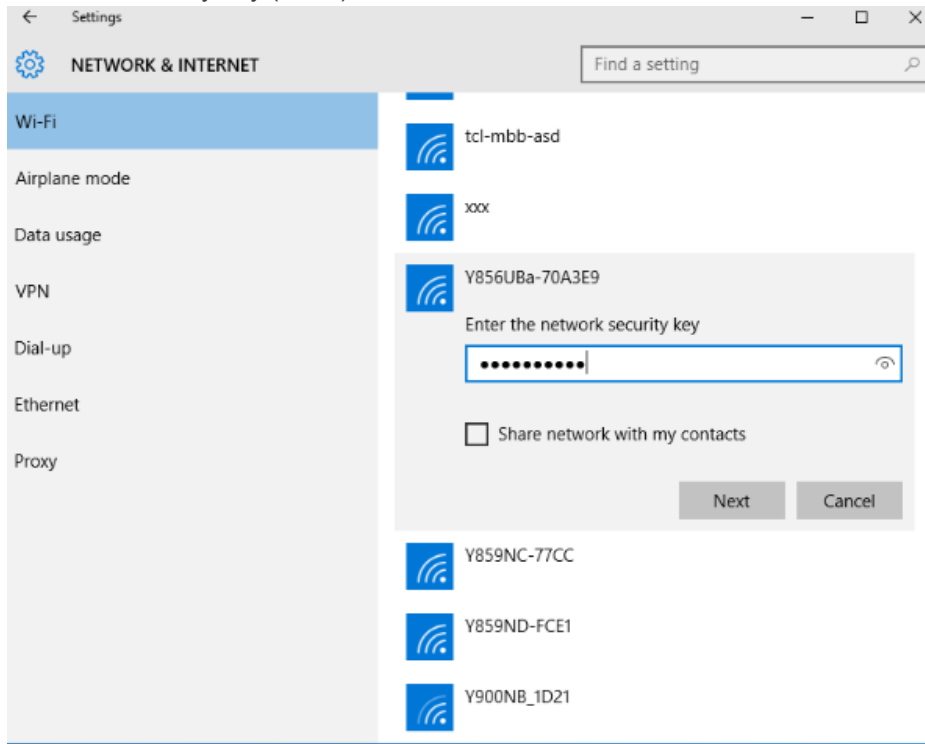 Settings
NETWORK & INTERNET
Find a setting
Wi-Fi
Airplane mode
Data usage
VPN
Dial-up
Ethernet
Proxy
tcl-mbb-asd
xxx
Y856UBa-70A3E9
Enter the network security key
●●●●●●●●●●
Share network with my contacts
Next Cancel
Y859NC-77CC
Y859ND-FCE1
Y900NB_1D21